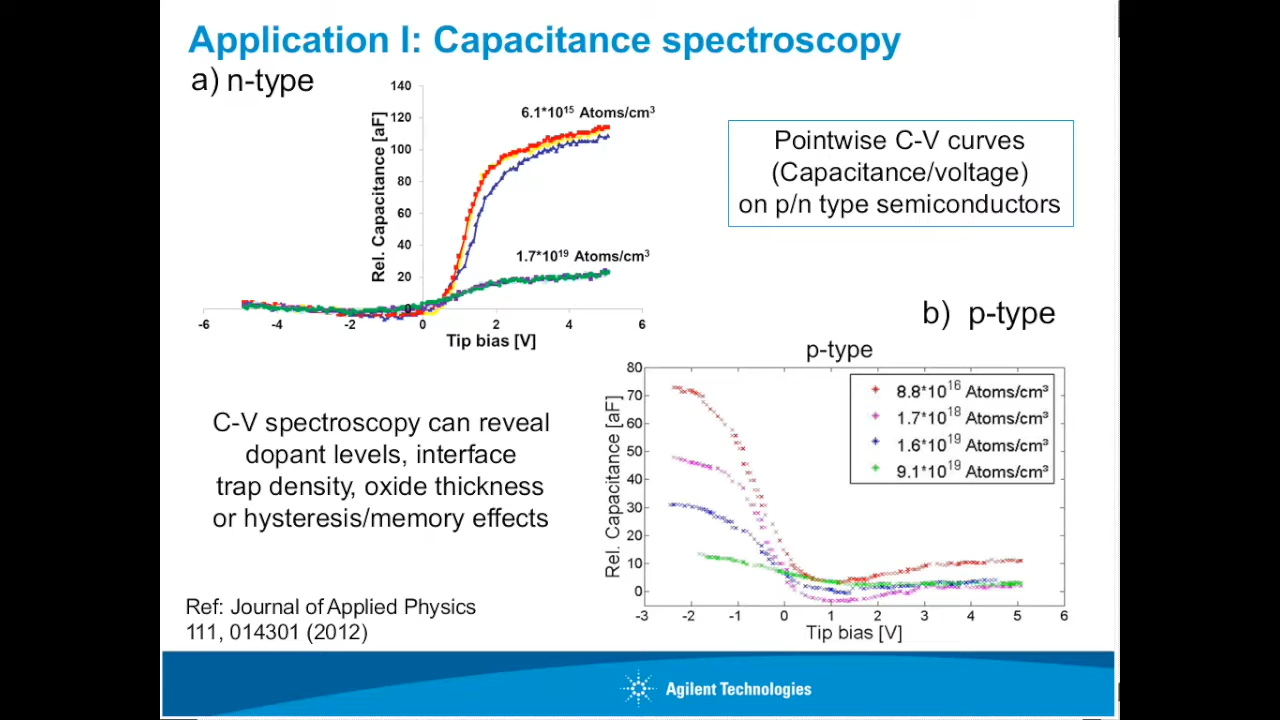 Application I: Capacitance spectroscopy
a) n-type
Rel. Capacitance [aF]
140
120
100
80
60
40
20
0
6.1*10¹⁵ Atoms/cm³
1.7*10¹⁹ Atoms/cm³
-6 -4 -2 0 2 4 6
Tip bias [V]
Pointwise C-V curves
(Capacitance/voltage)
on p/n type semiconductors
b) p-type
p-type
Rel. Capacitance [aF]
80
70
60
50
40
30
20
10
0
8.8*10¹⁶ Atoms/cm³
1.7*10¹⁸ Atoms/cm³
1.6*10¹⁹ Atoms/cm³
9.1*10¹⁹ Atoms/cm³
-3 -2 -1 0 1 2 3 4 5 6
Tip bias [V]
C-V spectroscopy can reveal
dopant levels, interface
trap density, oxide thickness
or hysteresis/memory effects
Ref: Journal of Applied Physics
111, 014301 (2012)
Agilent Technologies